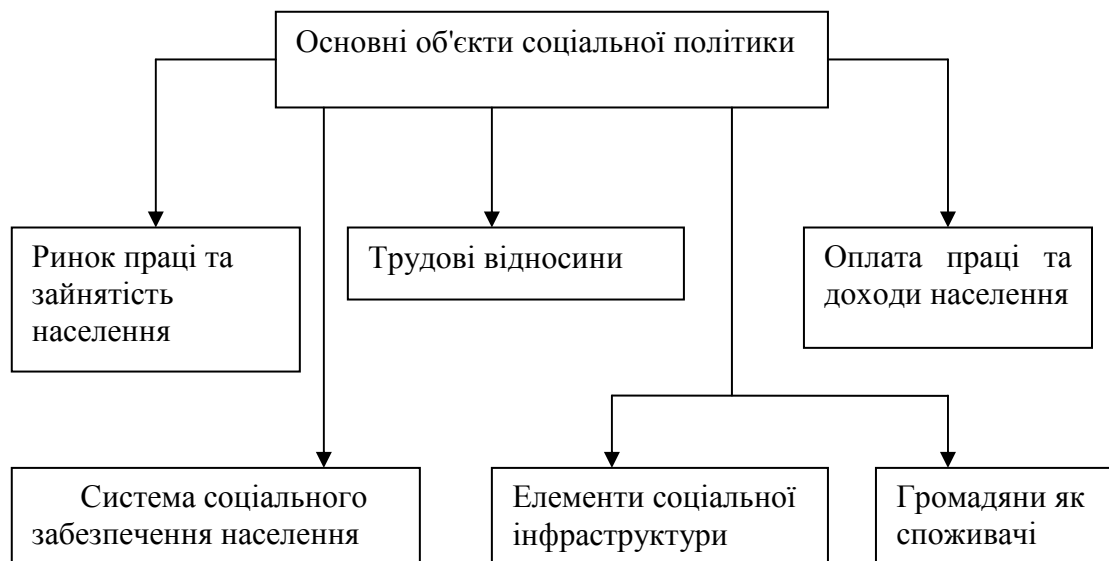 Основні об'єкти соціальної політики
Ринок праці та
зайнятість
населення
Трудові відносини
Оплата праці та
доходи населення
Система соціального
забезпечення населення
Елементи соціальної
інфраструктури
Громадяни як
споживачі